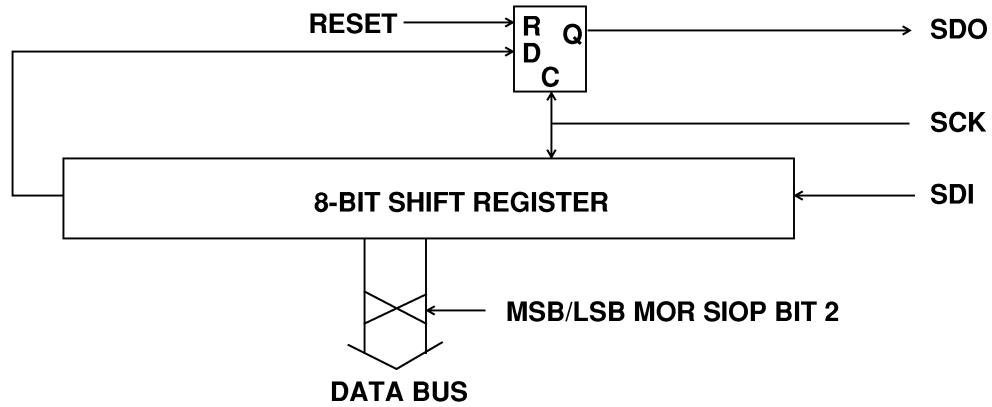 RESET
R
Q
D
C
SDO
SCK
8-BIT SHIFT REGISTER
SDI
MSB/LSB MOR SIOP BIT 2
DATA BUS